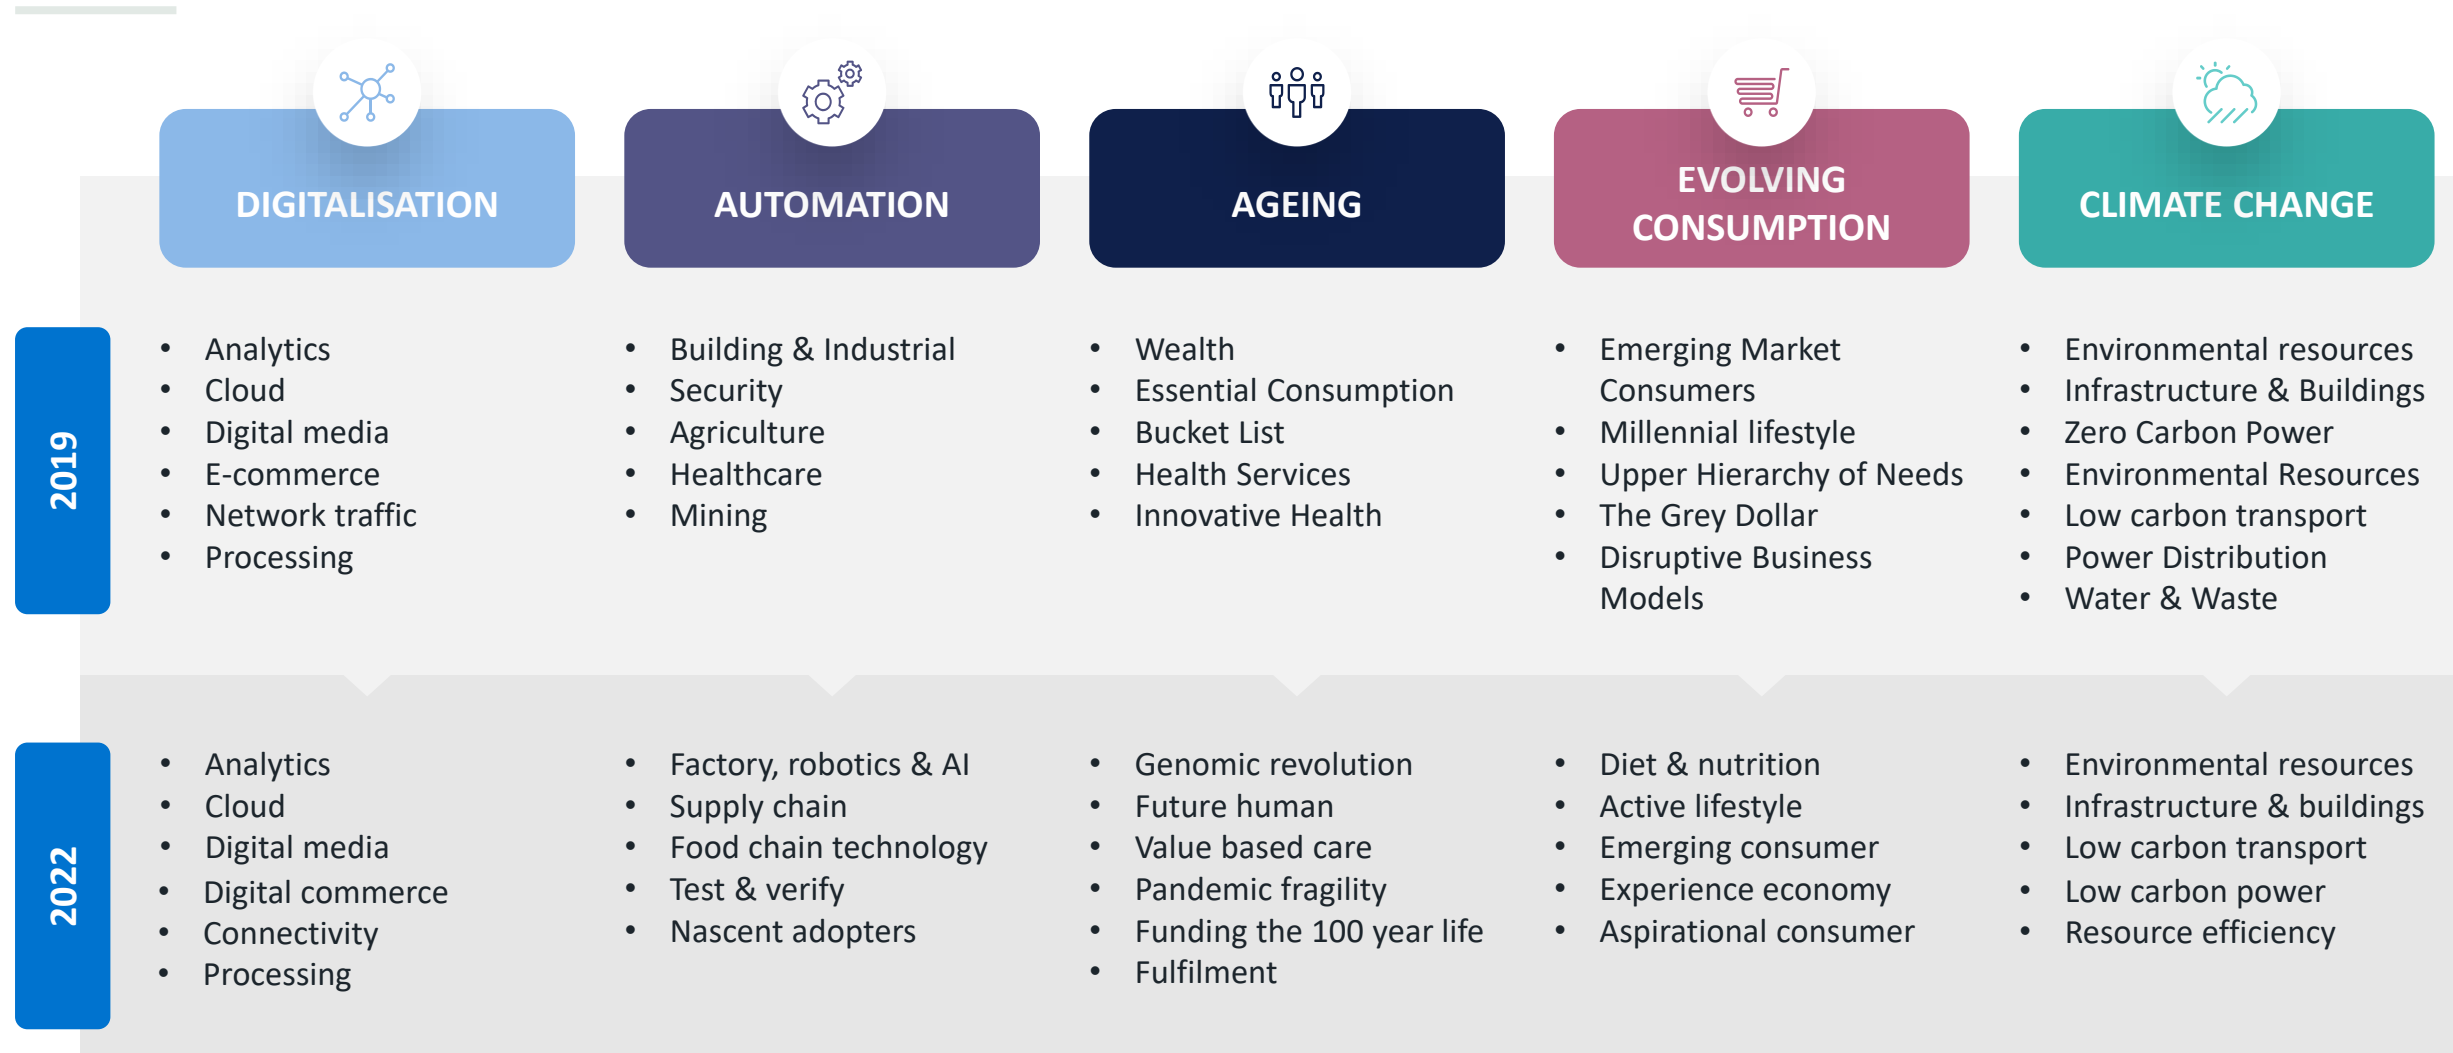 DIGITALISATION
AUTOMATION
AGEING
EVOLVING
CONSUMPTION
CLIMATE CHANGE
2019
• Analytics
• Cloud
• Digital media
• E-commerce
• Network traffic
• Processing
• Building & Industrial
• Security
• Agriculture
• Healthcare
• Mining
• Wealth
• Essential Consumption
• Bucket List
• Health Services
• Innovative Health
• Emerging Market
Consumers
• Millennial lifestyle
• Upper Hierarchy of Needs
• The Grey Dollar
• Disruptive Business
Models
• Environmental resources
• Infrastructure & Buildings
• Zero Carbon Power
• Environmental Resources
• Low carbon transport
• Power Distribution
• Water & Waste
2022
• Analytics
• Cloud
• Digital media
• Digital commerce
• Connectivity
• Processing
• Factory, robotics & AI
• Supply chain
• Food chain technology
• Test & verify
• Nascent adopters
• Genomic revolution
• Future human
• Value based care
• Pandemic fragility
• Funding the 100 year life
• Fulfilment
• Diet & nutrition
• Active lifestyle
• Emerging consumer
• Experience economy
• Aspirational consumer
• Environmental resources
• Infrastructure & buildings
• Low carbon transport
• Low carbon power
• Resource efficiency